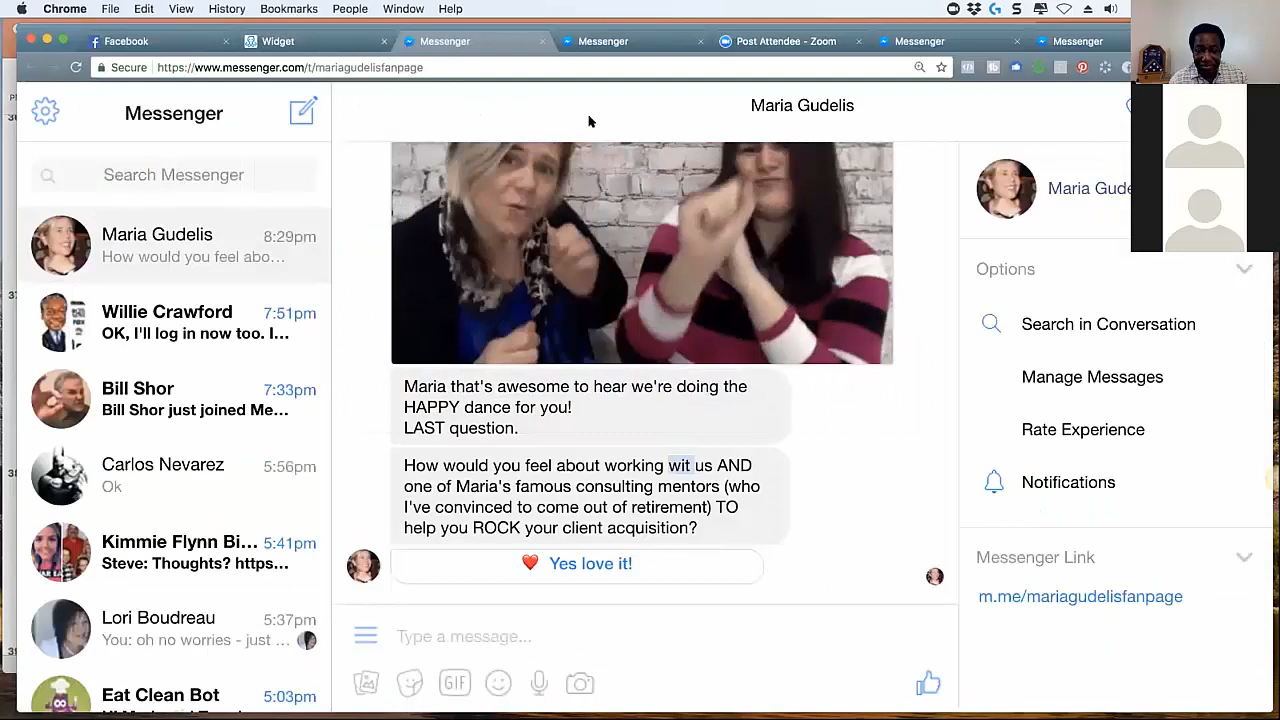 Chrome File Edit View History Bookmarks People Window Help
Facebook
Widget
Messenger
Messenger
Post Attendee - Zoom
Messenger
Messenger
Secure
https://www.messenger.com/t/mariagudelisfanpage
Messenger
Search Messenger
Maria Gudelis
8:29pm
How would you feel abo...
Willie Crawford
7:51pm
OK, I'll log in now too. I...
Bill Shor
7:33pm
Bill Shor just joined Me...
Carlos Nevarez
5:56pm
Ok
Kimmie Flynn Bi...
5:41pm
Steve: Thoughts? https...
Lori Boudreau
5:37pm
You: oh no worries - just ...
Eat Clean Bot
5:03pm
Maria Gudelis
Maria that's awesome to hear we're doing the
HAPPY dance for you!
LAST question.
How would you feel about working wit us AND
one of Maria's famous consulting mentors (who
I've convinced to come out of retirement) TO
help you ROCK your client acquisition?
Yes love it!
Type a message...
GIF
Maria Gude
Options
Search in Conversation
Manage Messages
Rate Experience
Notifications
Messenger Link
m.me/mariagudelisfanpage